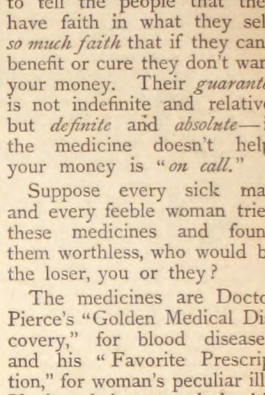 to tell the people that the
have faith in what they sel
so much faith that if they can
benefit or cure they don't wan
your money. Their guarante
is not indefinite and relative
but definite and absolute—i
the medicine doesn't help
your money is "on call."
Suppose every sick ma
and every feeble woman trie
these medicines and foun
them worthless, who would b
the loser, you or they?
The medicines are Docto
Pierce's "Golden Medical Di
covery," for blood disease
and his "Favorite Prescrip
tion," for woman's peculiar ill